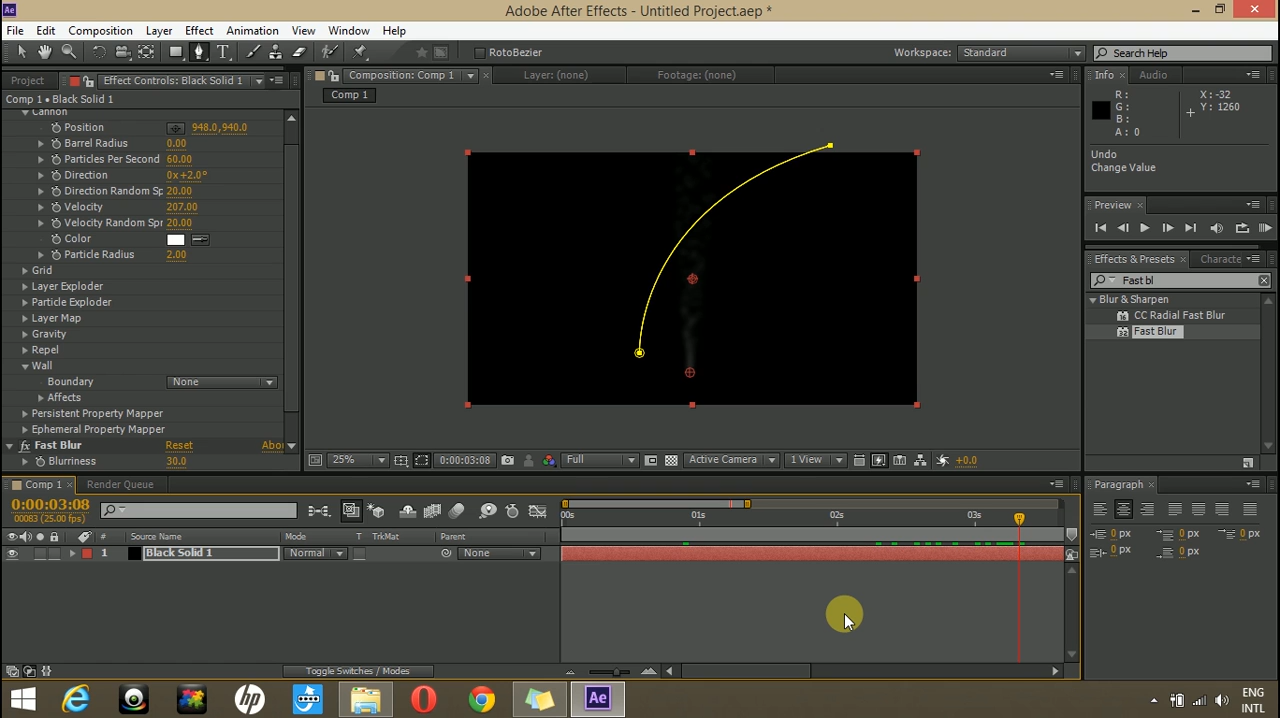 Ae
Adobe After Effects - Untitled Project.aep *
File Edit Composition Layer Effect Animation View Window Help
T RotoBezier Workspace: Standard Search Help
Project Effect Controls: Black Solid 1 Composition: Comp 1 Layer: (none) Footage: (none) Info Audio
Comp 1 • Black Solid 1
Comp 1
Cannon
Position 948.0,940.0
Barrel Radius 0.00
Particles Per Second 60.00
Direction 0x+2.0°
Direction Random Sp 20.00
Velocity 207.00
Velocity Random Spr 20.00
Color
Particle Radius 2.00
Grid
Layer Exploder
Particle Exploder
Layer Map
Gravity
Repel
Wall
Boundary None
Affects
Persistent Property Mapper
Ephemeral Property Mapper
fx Fast Blur Reset Abo
Blurriness 30.0
25% 0:00:03:08 Full Active Camera 1 View +0.0
R : X : -32
G : Y : 1260
B :
A : 0
Undo
Change Value
Preview
Effects & Presets Characte
Fast bl
Blur & Sharpen
16 CC Radial Fast Blur
32 Fast Blur
Comp 1 Render Queue
0:00:03:08
00083 (25.00 fps)
# Source Name Mode T TrkMat Parent
1 Black Solid 1 Normal None
00s 01s 02s 03s
Toggle Switches / Modes
Paragraph
0 px 0 px 0 px
0 px 0 px
hp Ae
ENG
INTL